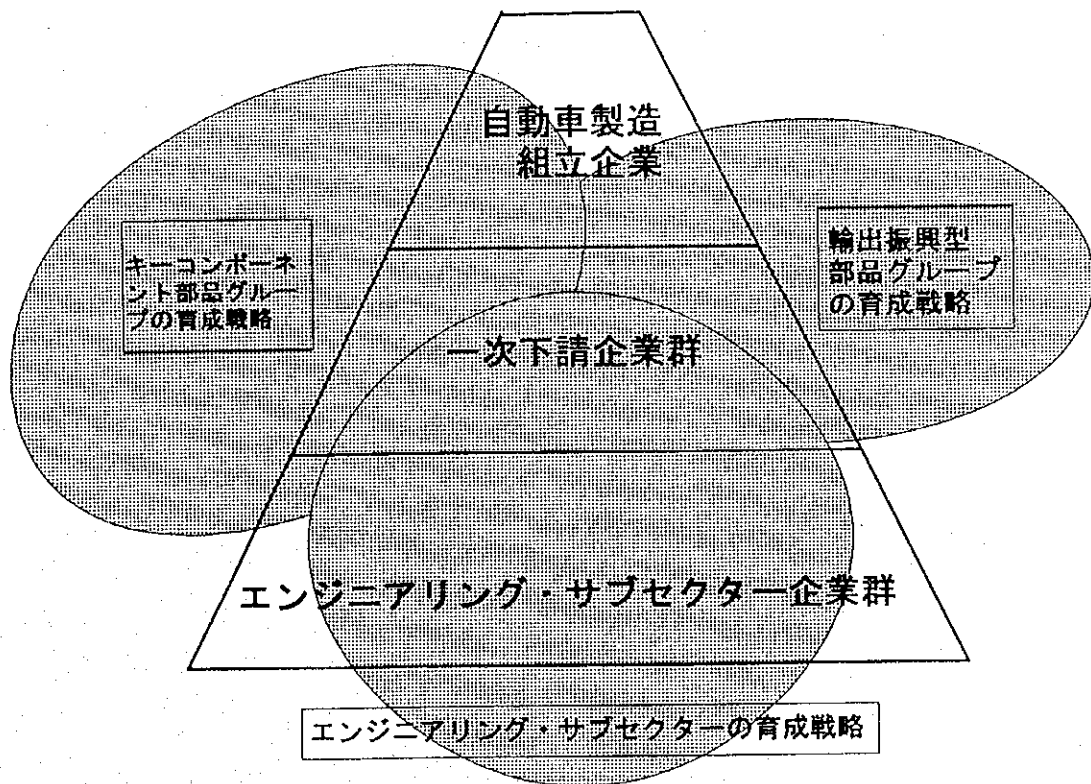 自動車製造
組立企業
キーコンポーネ
ント部品グルー
プの育成戦略
輸出振興型
部品グループ
の育成戦略
一次下請企業群
エンジニアリング・サブセクター企業群
エンジニアリング・サブセクターの育成戦略